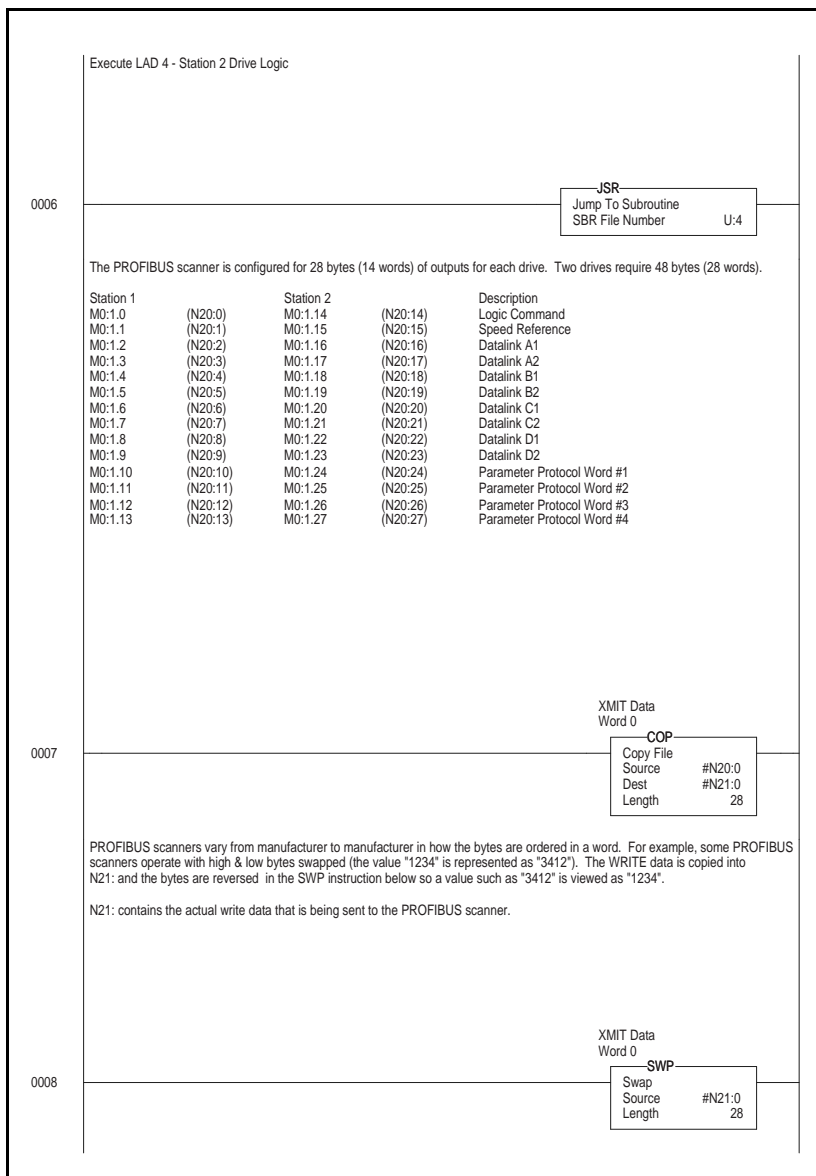 Execute LAD 4 - Station 2 Drive Logic
JSR
0006
Jump To Subroutine
SBR File Number U:4
The PROFIBUS scanner is configured for 28 bytes (14 words) of outputs for each drive. Two drives require 48 bytes (28 words).
Station 1 Station 2 Description
M0:1.0 (N20:0) M0:1.14 (N20:14) Logic Command
M0:1.1 (N20:1) M0:1.15 (N20:15) Speed Reference
M0:1.2 (N20:2) M0:1.16 (N20:16) Datalink A1
M0:1.3 (N20:3) M0:1.17 (N20:17) Datalink A2
M0:1.4 (N20:4) M0:1.18 (N20:18) Datalink B1
M0:1.5 (N20:5) M0:1.19 (N20:19) Datalink B2
M0:1.6 (N20:6) M0:1.20 (N20:20) Datalink C1
M0:1.7 (N20:7) M0:1.21 (N20:21) Datalink C2
M0:1.8 (N20:8) M0:1.22 (N20:22) Datalink D1
M0:1.9 (N20:9) M0:1.23 (N20:23) Datalink D2
M0:1.10 (N20:10) M0:1.24 (N20:24) Parameter Protocol Word #1
M0:1.11 (N20:11) M0:1.25 (N20:25) Parameter Protocol Word #2
M0:1.12 (N20:12) M0:1.26 (N20:26) Parameter Protocol Word #3
M0:1.13 (N20:13) M0:1.27 (N20:27) Parameter Protocol Word #4
XMIT Data
Word 0
COP
0007
Copy File
Source #N20:0
Dest #N21:0
Length 28
PROFIBUS scanners vary from manufacturer to manufacturer in how the bytes are ordered in a word. For example, some PROFIBUS
scanners operate with high & low bytes swapped (the value "1234" is represented as "3412"). The WRITE data is copied into
N21: and the bytes are reversed in the SWP instruction below so a value such as "3412" is viewed as "1234".
N21: contains the actual write data that is being sent to the PROFIBUS scanner.
XMIT Data
Word 0
SWP
0008
Swap
Source #N21:0
Length 28